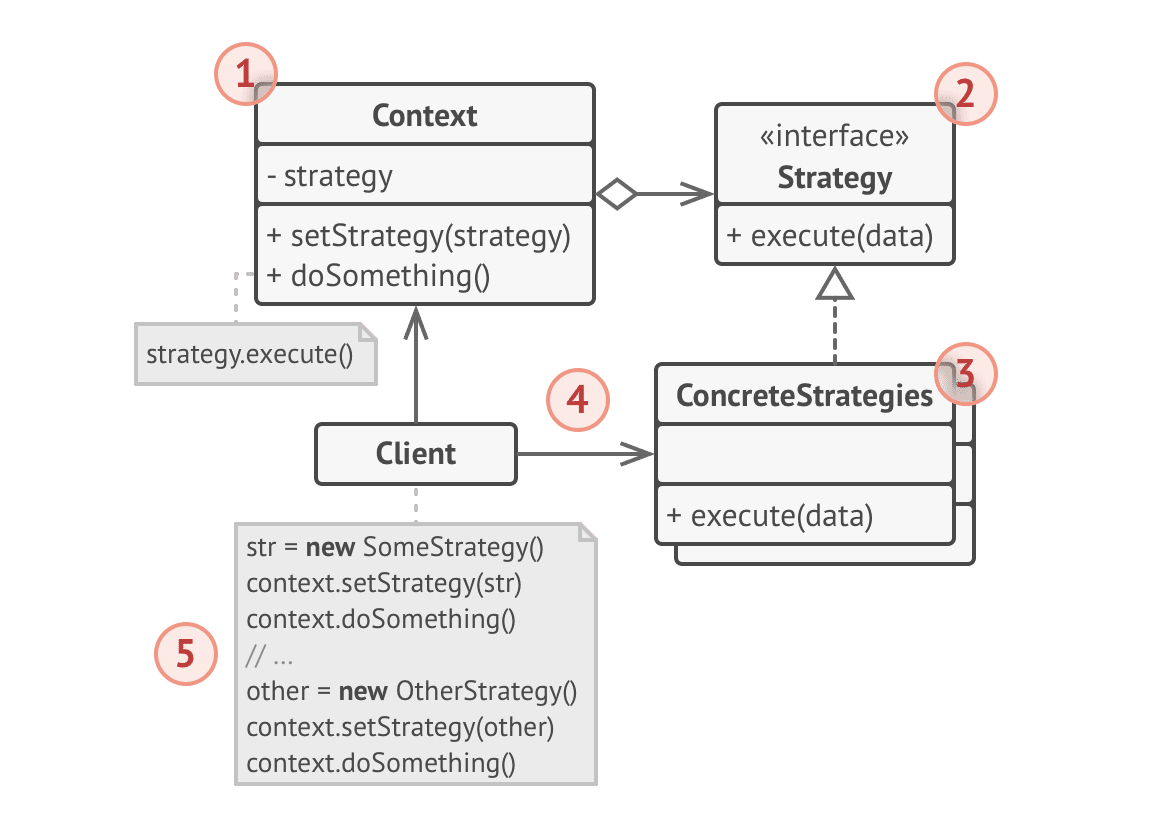 1
Context
- strategy
+ setStrategy(strategy)
+ doSomething()
strategy.execute()
2
«interface»
Strategy
+ execute(data)
3
ConcreteStrategies
+ execute(data)
4
Client
5
str = new SomeStrategy()
context.setStrategy(str)
context.doSomething()
// ...
other = new OtherStrategy()
context.setStrategy(other)
context.doSomething()